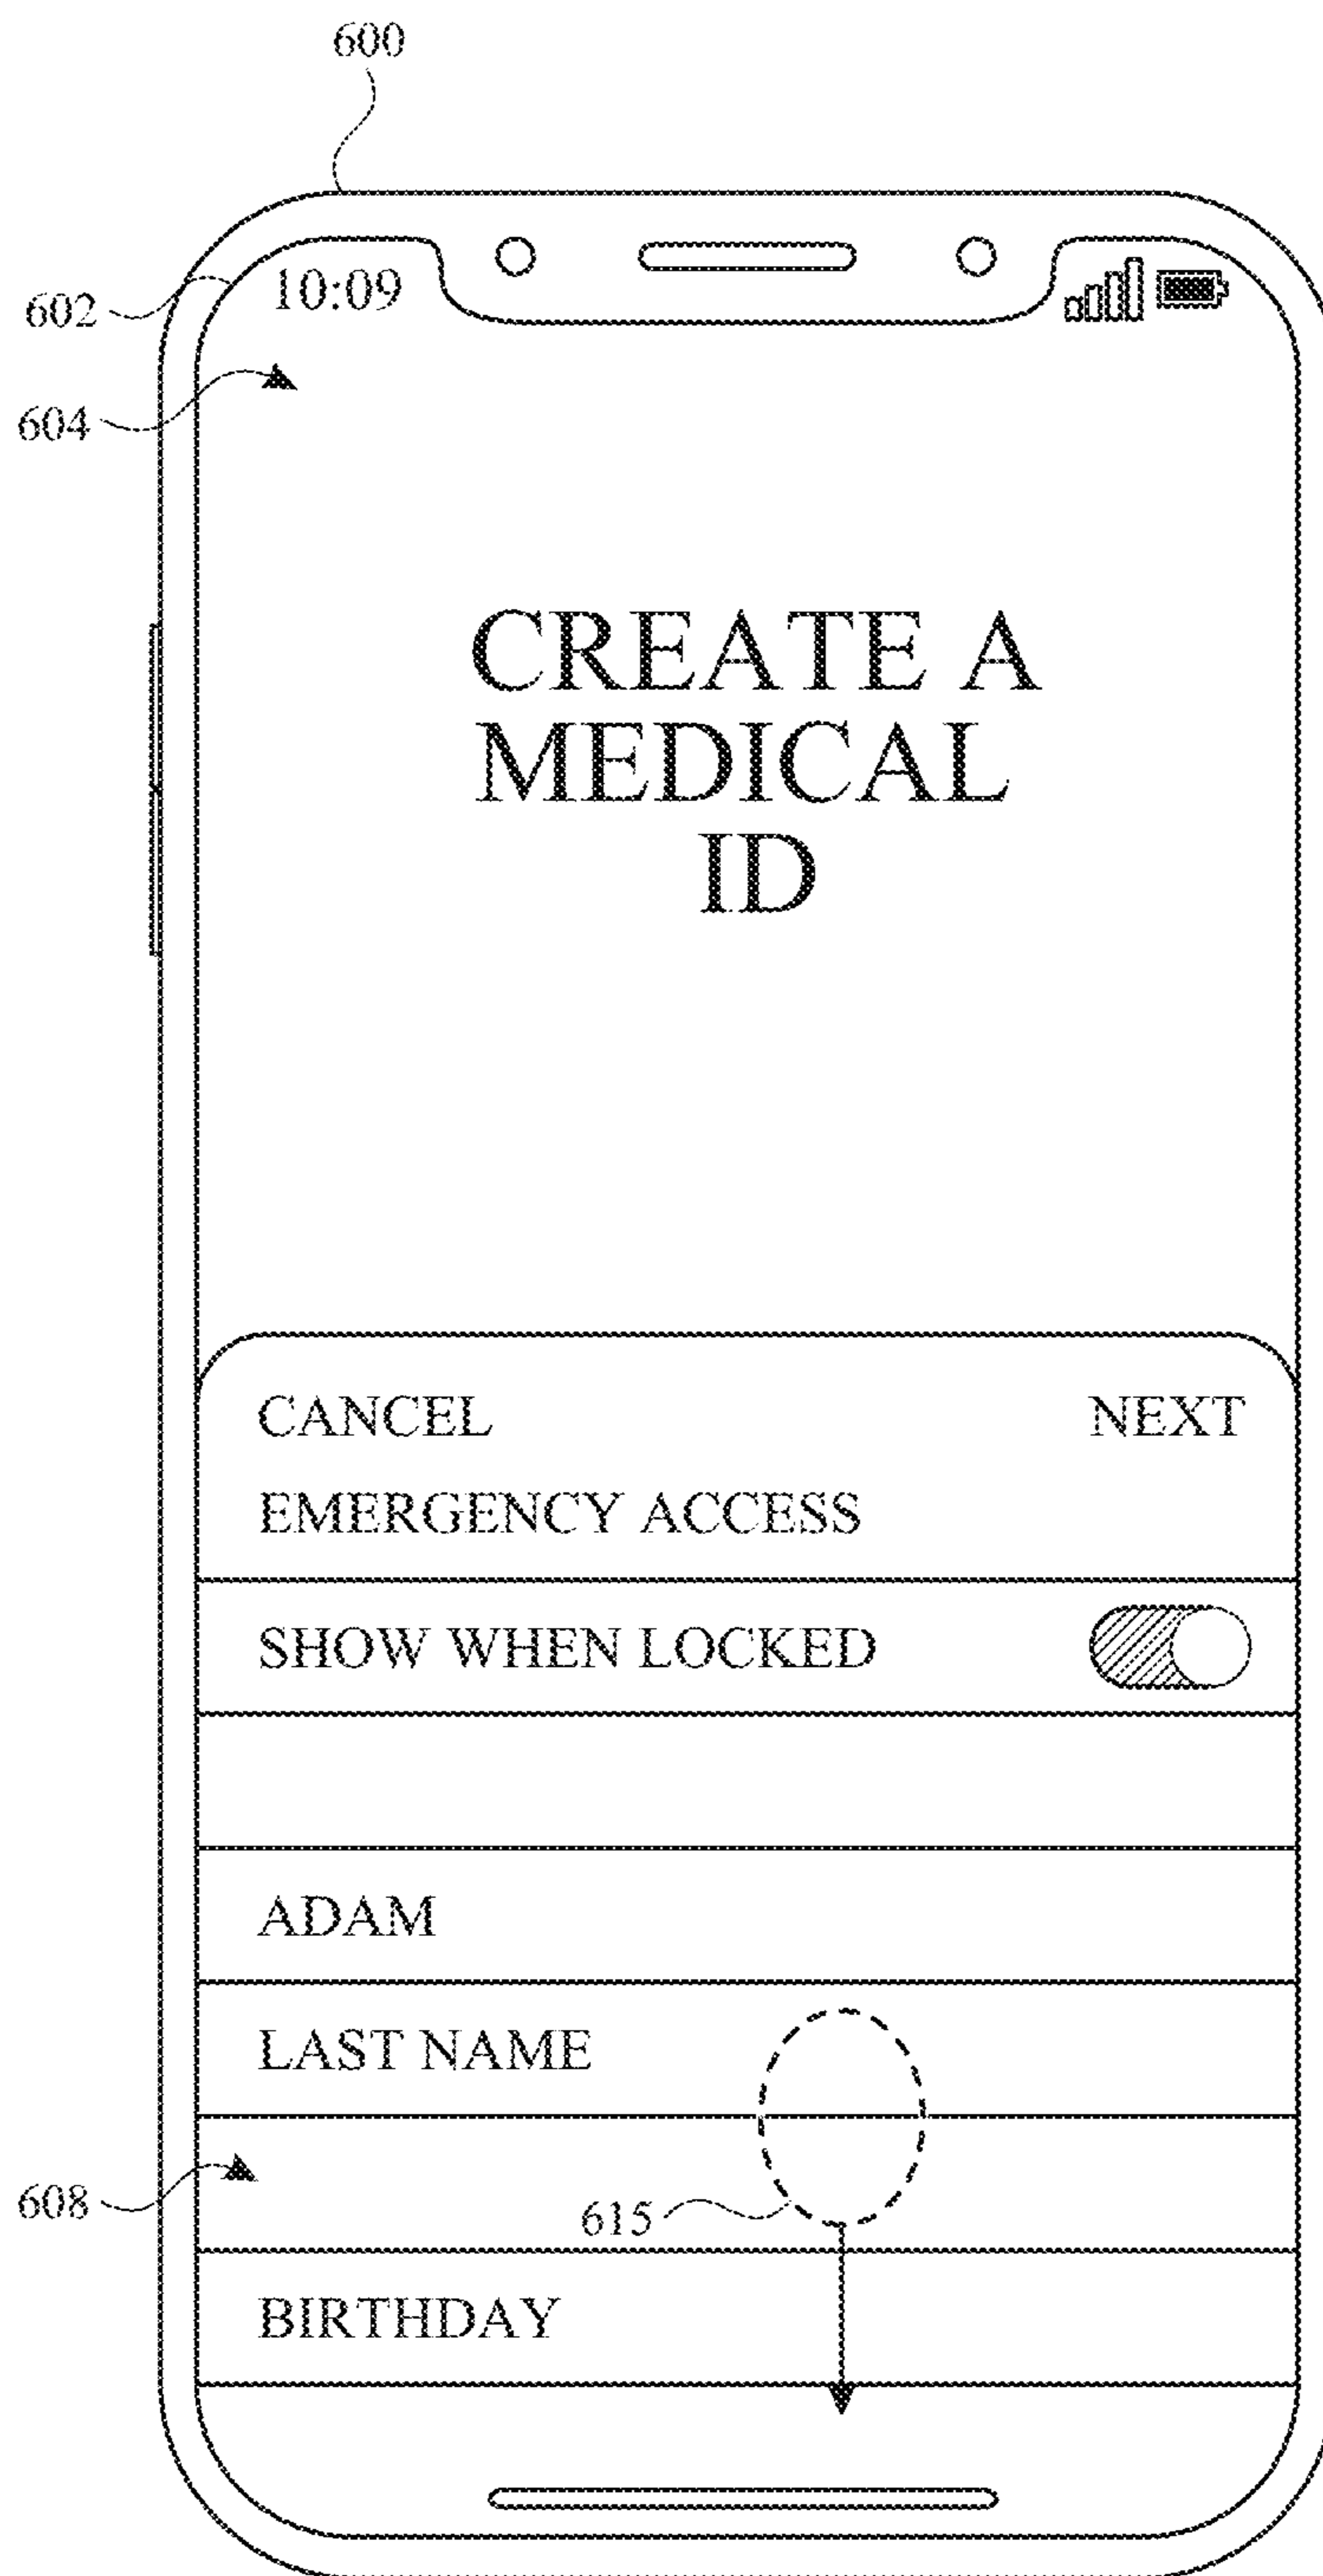 600
602
10:09
604
CREATE A
MEDICAL
ID
CANCEL NEXT
EMERGENCY ACCESS
SHOW WHEN LOCKED
ADAM
LAST NAME
608
615
BIRTHDAY